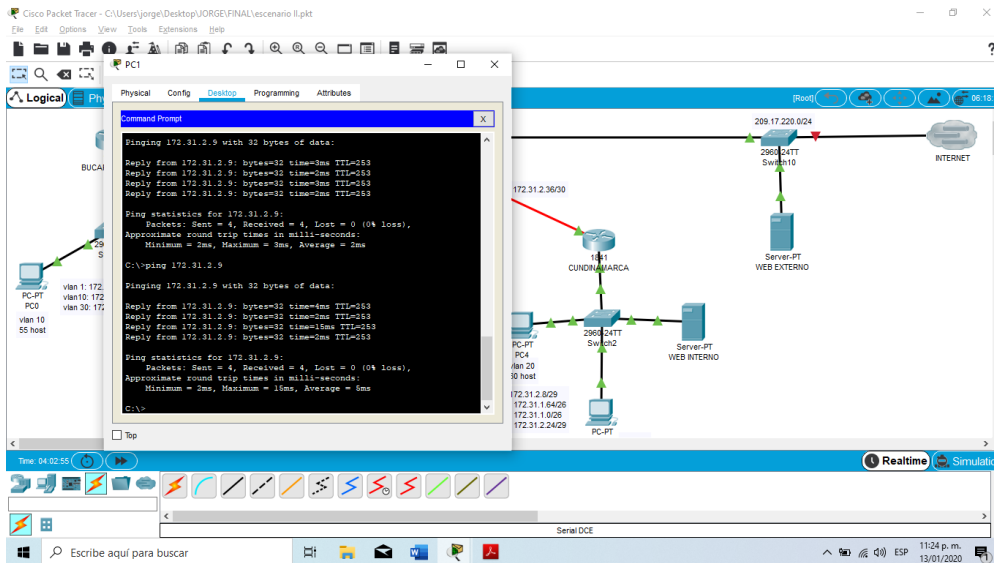 Cisco Packet Tracer - C:\Users\jorge\Desktop\JORGE\FINAL\escenario II.pkt
File Edit Options View Tools Extensions Help
?
PC1
Logical
Ph
Physical Config Desktop Programming Attributes
[Root]
06:18:
Command Prompt
X
Pinging 172.31.2.9 with 32 bytes of data:
Reply from 172.31.2.9: bytes=32 time=3ms TTL=253
Reply from 172.31.2.9: bytes=32 time=2ms TTL=253
Reply from 172.31.2.9: bytes=32 time=3ms TTL=253
Reply from 172.31.2.9: bytes=32 time=2ms TTL=253
Ping statistics for 172.31.2.9:
Packets: Sent = 4, Received = 4, Lost = 0 (0% loss),
Approximate round trip times in milli-seconds:
Minimum = 2ms, Maximum = 3ms, Average = 2ms
C:\>ping 172.31.2.9
Pinging 172.31.2.9 with 32 bytes of data:
Reply from 172.31.2.9: bytes=32 time=4ms TTL=253
Reply from 172.31.2.9: bytes=32 time=2ms TTL=253
Reply from 172.31.2.9: bytes=32 time=15ms TTL=253
Reply from 172.31.2.9: bytes=32 time=2ms TTL=253
Ping statistics for 172.31.2.9:
Packets: Sent = 4, Received = 4, Lost = 0 (0% loss),
Approximate round trip times in milli-seconds:
Minimum = 2ms, Maximum = 15ms, Average = 5ms
C:\>
Top
BUCA
29
S
PC-PT
PC0
vlan 10
55 host
vlan 1: 172.
vlan10: 172
vlan 30: 172
209.17.220.0/24
2960-24TT
Switch10
INTERNET
172.31.2.36/30
1841
CUNDINAMARCA
Server-PT
WEB EXTERNO
2960-24TT
Switch2
Server-PT
WEB INTERNO
PC-PT
PC4
vlan 20
172.31.2.8/29
172.31.1.64/26
172.31.1.0/26
172.31.2.24/29
PC-PT
Time: 04:02:55
Realtime
Simulatio
Serial DCE
Escribe aquí para buscar
ESP
11:24 p. m.
13/01/2020
1